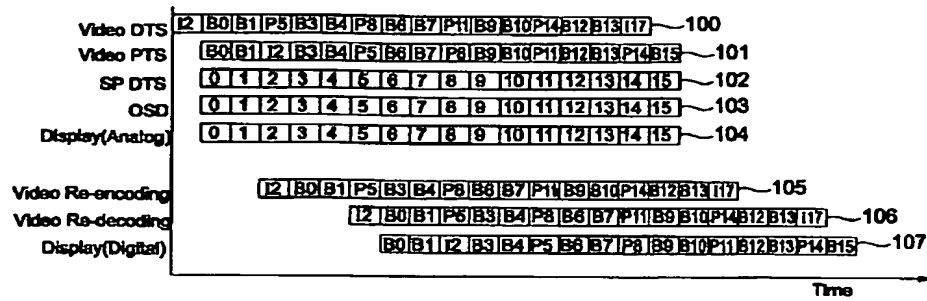 Video DTS I2 B0 B1 P5 B3 B4 P8 B6 B7 P11 B9 B10 P14 B12 B13 I17 100
Video PTS B0 B1 I2 B3 B4 P5 B6 B7 P8 B9 B10 P11 B12 B13 P14 B15 101
SP DTS 0 1 2 3 4 5 6 7 8 9 10 11 12 13 14 15 102
OSD 0 1 2 3 4 5 6 7 8 9 10 11 12 13 14 15 103
Display(Analog) 0 1 2 3 4 5 6 7 8 9 10 11 12 13 14 15 104
Video Re-encoding I2 B0 B1 P5 B3 B4 P8 B6 B7 P11 B9 B10 P14 B12 B13 I17 105
Video Re-decoding I2 B0 B1 P5 B3 B4 P8 B6 B7 P11 B9 B10 P14 B12 B13 I17 106
Display(Digital) B0 B1 I2 B3 B4 P5 B6 B7 P8 B9 B10 P11 B12 B13 P14 B15 107
Time